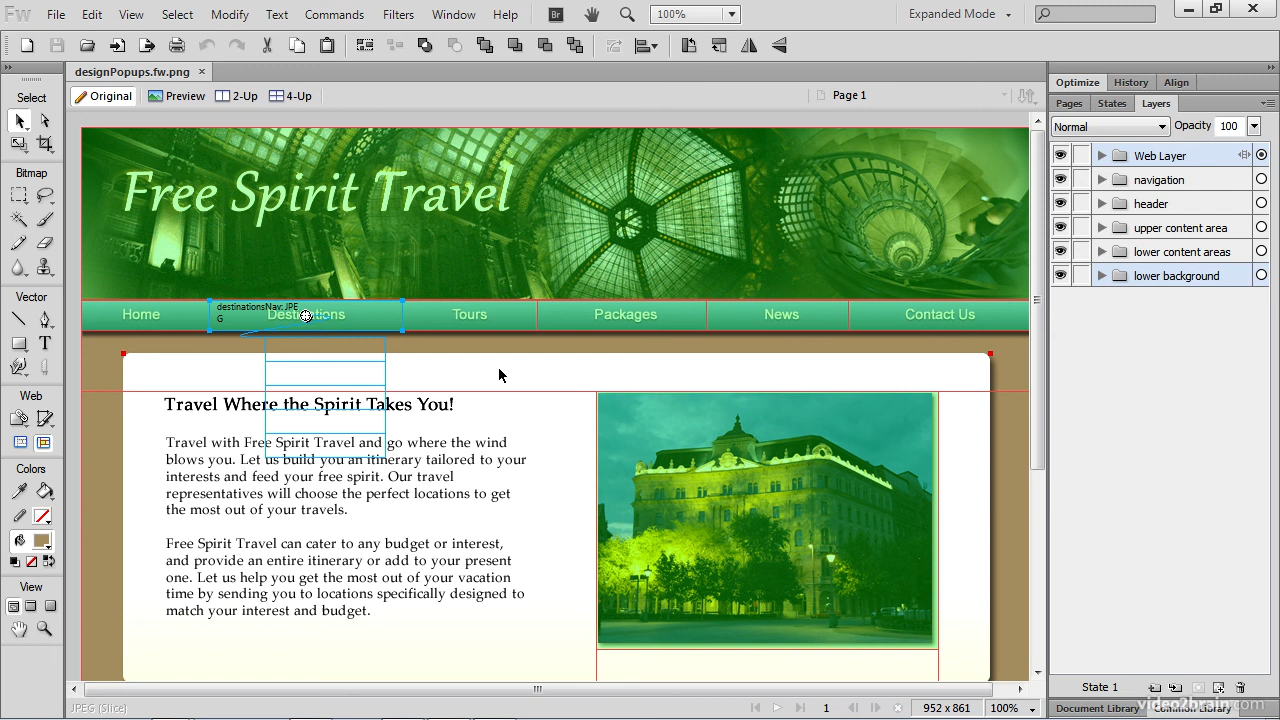 Fw File Edit View Select Modify Text Commands Filters Window Help Br 100% Expanded Mode
designPopups.fw.png ×
Original Preview 2-Up 4-Up Page 1
Select
Bitmap
Vector
T
Web
Colors
View
Free Spirit Travel
destinationsNav: JPE
G
Home Destinations Tours Packages News Contact Us
Travel Where the Spirit Takes You!
Travel with Free Spirit Travel and go where the wind
blows you. Let us build you an itinerary tailored to your
interests and feed your free spirit. Our travel
representatives will choose the perfect locations to get
the most out of your travels.
Free Spirit Travel can cater to any budget or interest,
and provide an entire itinerary or add to your present
one. Let us help you get the most out of your vacation
time by sending you to locations specifically designed to
match your interest and budget.
JPEG (Slice) 1 952 x 861 100%
Optimize History Align
Pages States Layers
Normal Opacity 100
Web Layer
navigation
header
upper content area
lower content areas
lower background
State 1
Document Library Common Library
video2brain.com